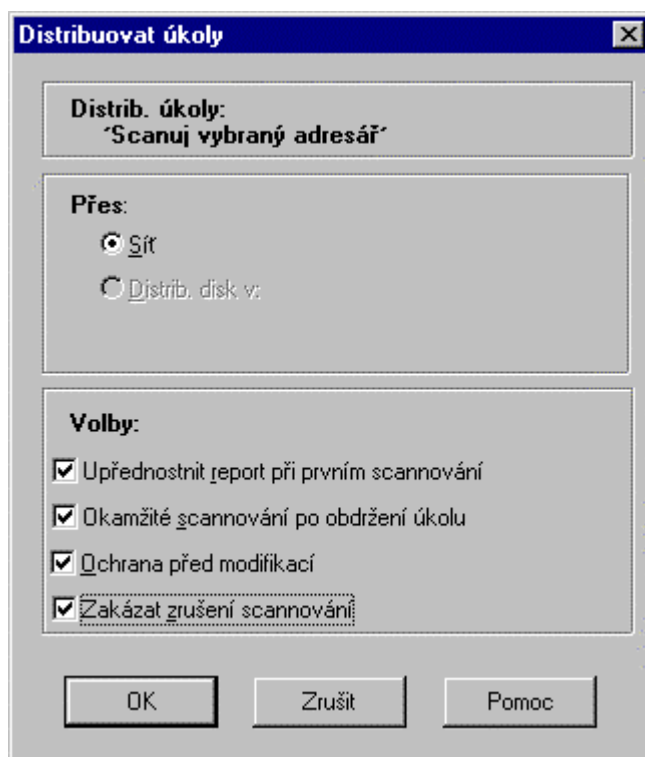 Distribuovat úkoly
Distrib. úkoly:
´Scanuj vybraný adresář´
Přes:
Síť
Distrib. disk v:
Volby:
Upřednostnit report při prvním scannování
Okamžité scannování po obdržení úkolu
Ochrana před modifikací
Zakázat zrušení scannování
OK
Zrušit
Pomoc